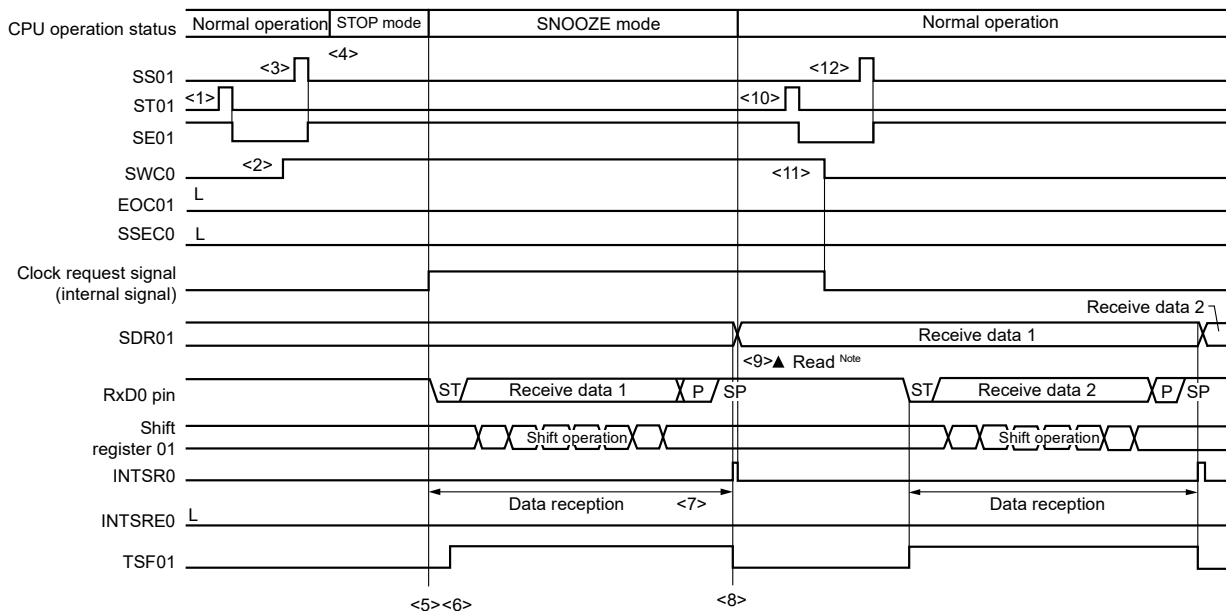 CPU operation status
Normal operation
STOP mode
SNOOZE mode
Normal operation
<4>
SS01
<3>
<12>
ST01
<1>
<10>
SE01
SWC0
<2>
<11>
EOC01
L
SSEC0
L
Clock request signal
(internal signal)
Receive data 2
SDR01
Receive data 1
<9>▲ Read Note
RxD0 pin
ST
Receive data 1
P
SP
ST
Receive data 2
P
SP
Shift
register 01
Shift operation
Shift operation
INTSR0
Data reception
<7>
Data reception
INTSRE0
L
TSF01
<5><6>
<8>